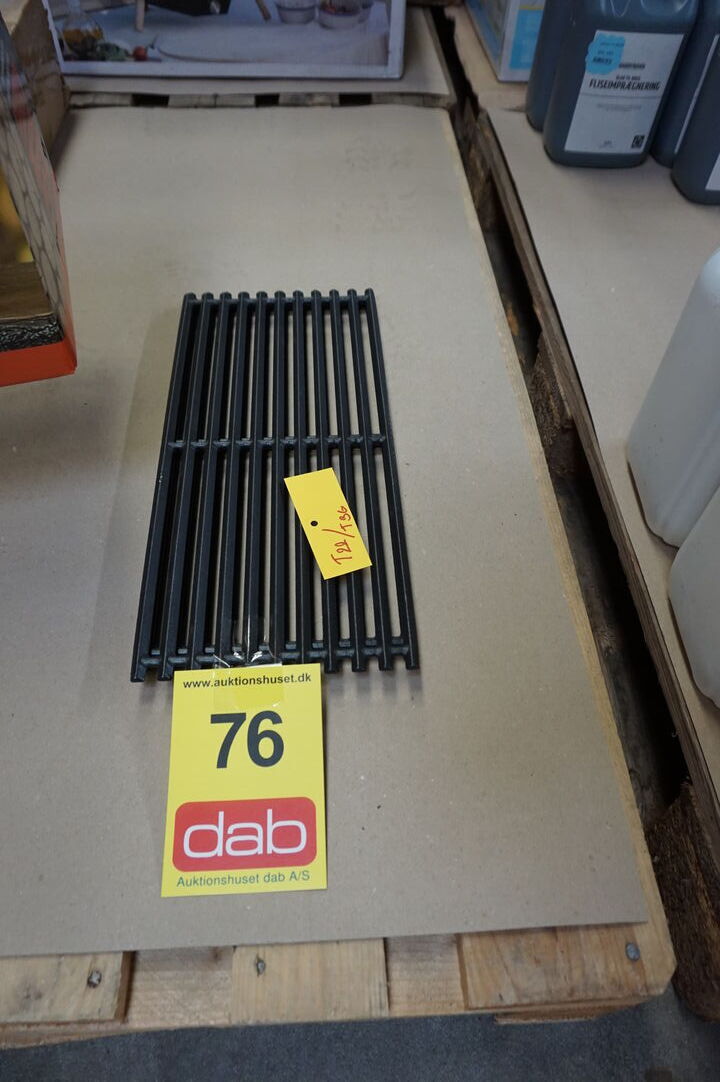 FLISEIMPRÆGNERING
T22/T36
www.auktionshuset.dk
76
dab
Auktionshuset dab A/S